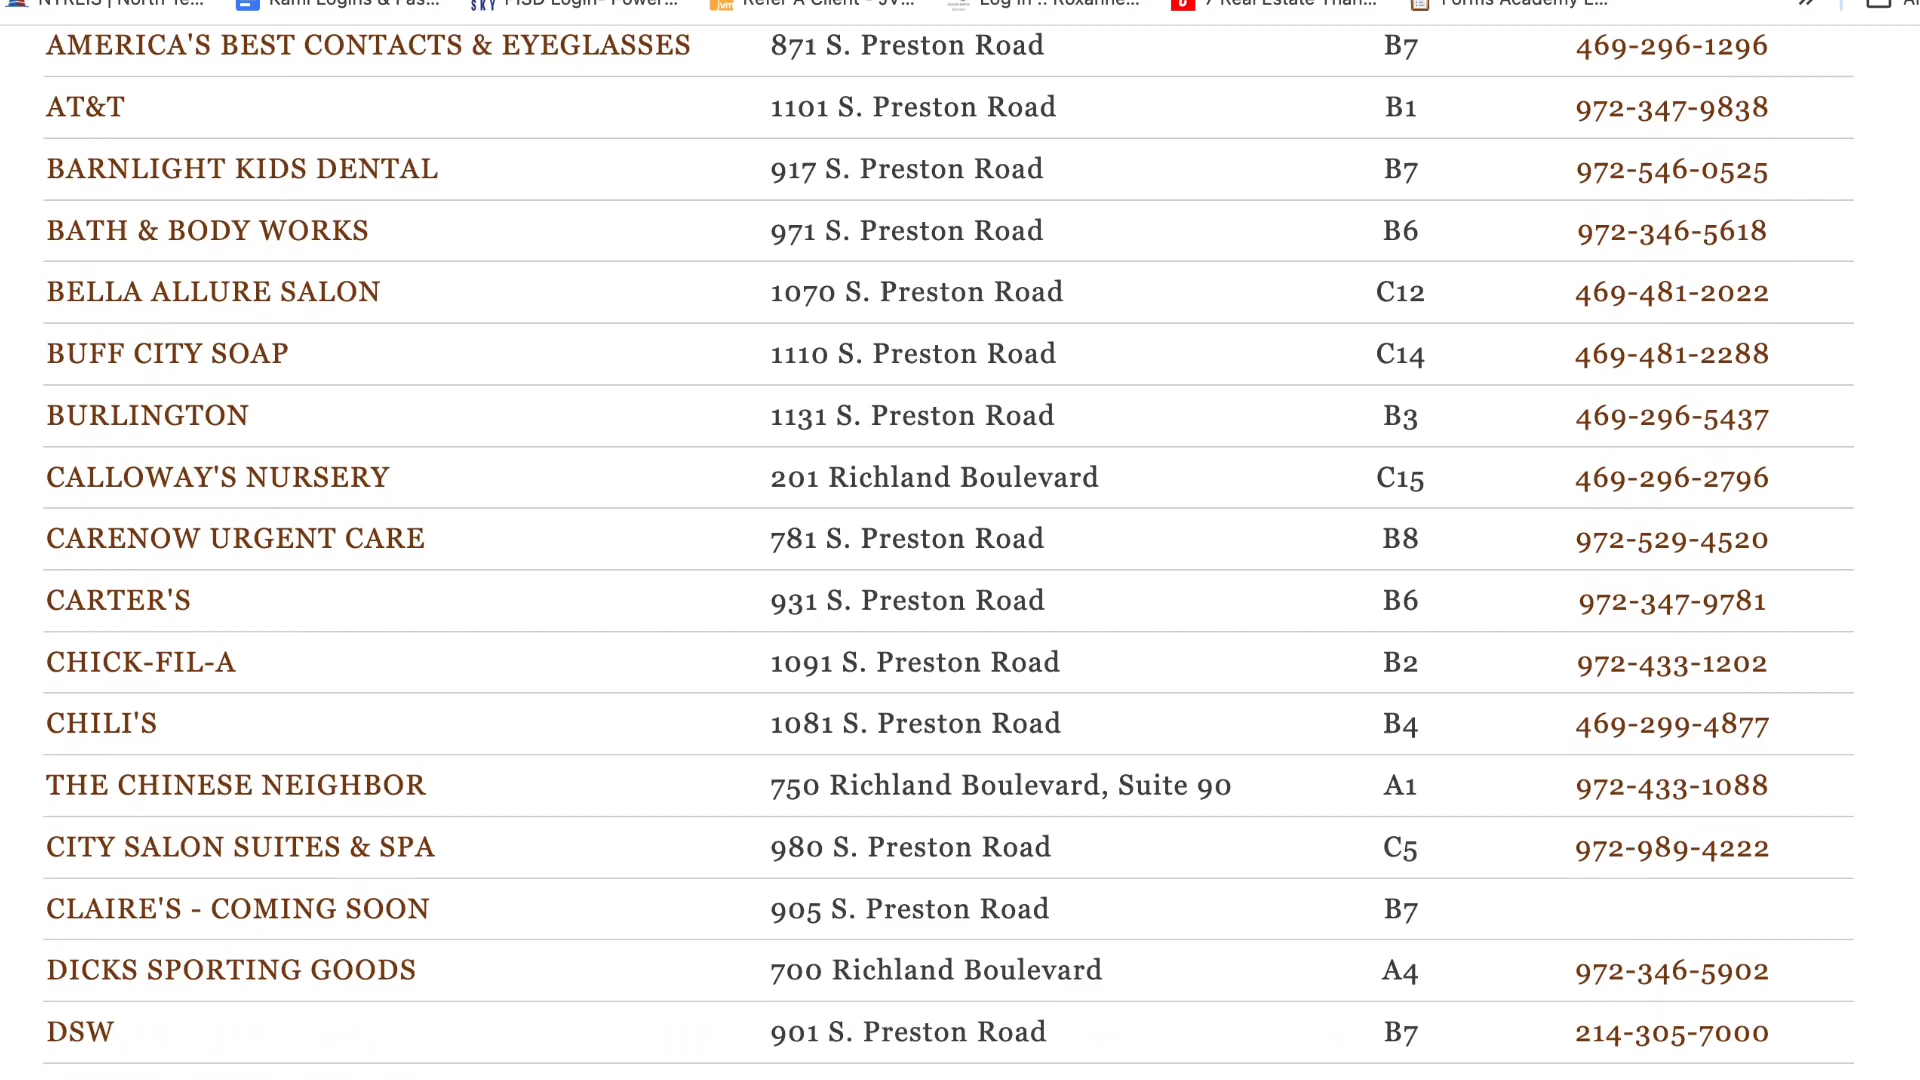 AMERICA'S BEST CONTACTS & EYEGLASSES 871 S. Preston Road B7 469-296-1296
AT&T 1101 S. Preston Road B1 972-347-9838
BARNLIGHT KIDS DENTAL 917 S. Preston Road B7 972-546-0525
BATH & BODY WORKS 971 S. Preston Road B6 972-346-5618
BELLA ALLURE SALON 1070 S. Preston Road C12 469-481-2022
BUFF CITY SOAP 1110 S. Preston Road C14 469-481-2288
BURLINGTON 1131 S. Preston Road B3 469-296-5437
CALLOWAY'S NURSERY 201 Richland Boulevard C15 469-296-2796
CARENOW URGENT CARE 781 S. Preston Road B8 972-529-4520
CARTER'S 931 S. Preston Road B6 972-347-9781
CHICK-FIL-A 1091 S. Preston Road B2 972-433-1202
CHILI'S 1081 S. Preston Road B4 469-299-4877
THE CHINESE NEIGHBOR 750 Richland Boulevard, Suite 90 A1 972-433-1088
CITY SALON SUITES & SPA 980 S. Preston Road C5 972-989-4222
CLAIRE'S - COMING SOON 905 S. Preston Road B7
DICKS SPORTING GOODS 700 Richland Boulevard A4 972-346-5902
DSW 901 S. Preston Road B7 214-305-7000